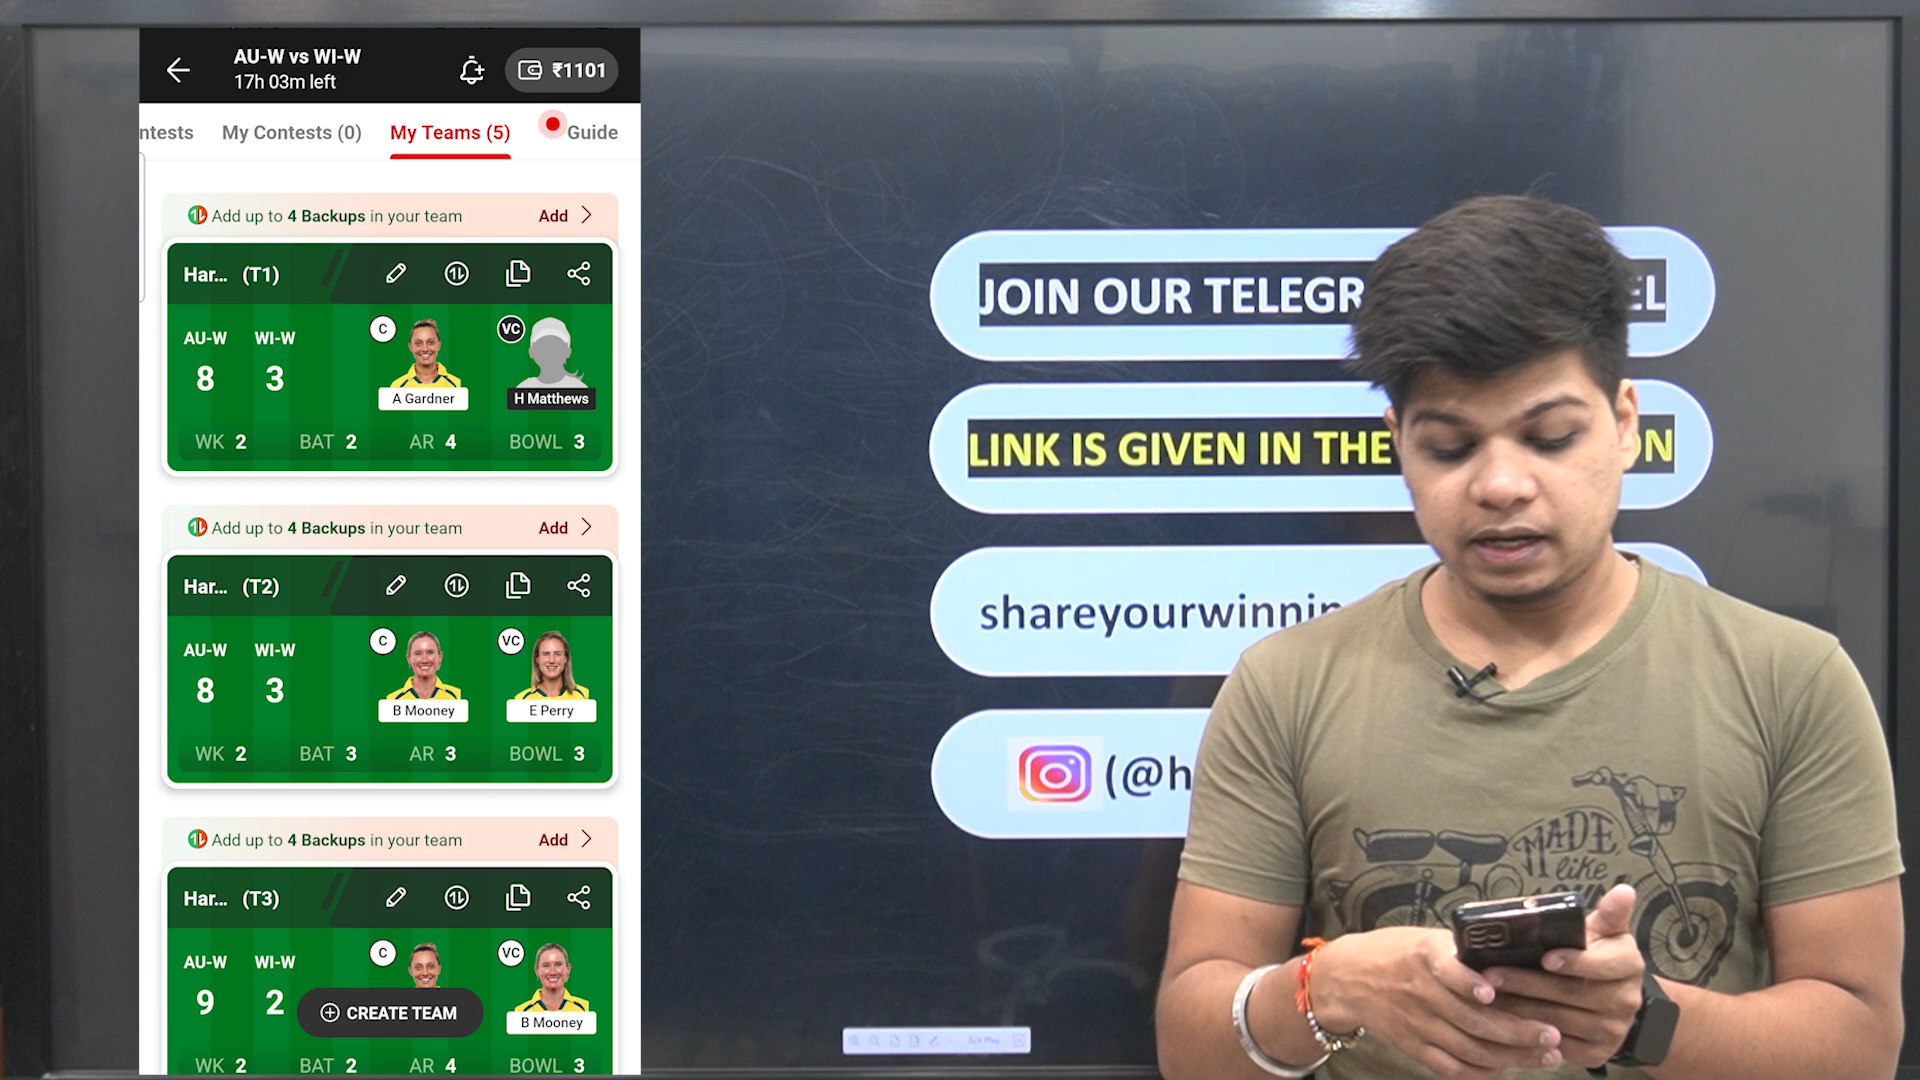 AU-W vs WI-W
17h 03m left
₹1101
ntests
My Contests (0)
My Teams (5)
Guide
Add up to 4 Backups in your team
Add
Har... (T1)
AU-W WI-W
8 3
C
VC
A Gardner
H Matthews
WK 2 BAT 2 AR 4 BOWL 3
Add up to 4 Backups in your team
Add
Har... (T2)
AU-W WI-W
8 3
C
VC
B Mooney
E Perry
WK 2 BAT 3 AR 3 BOWL 3
Add up to 4 Backups in your team
Add
Har... (T3)
AU-W WI-W
9 2
C
VC
CREATE TEAM
B Mooney
WK 2 BAT 2 AR 4 BOWL 3
JOIN OUR TELEGR EL
LINK IS GIVEN IN THE ON
shareyourwinnin
(@h
MADE
like